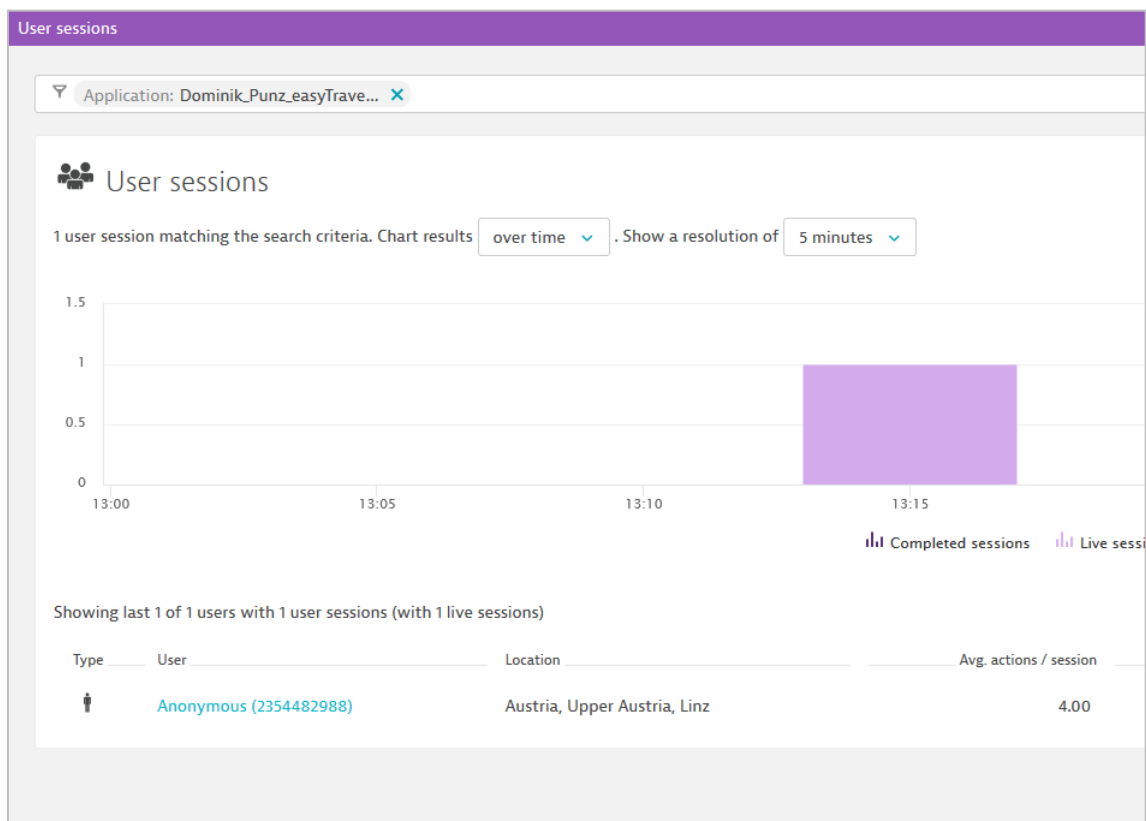 User sessions
Application: Dominik_Punz_easyTrave...
User sessions
1 user session matching the search criteria. Chart results over time . Show a resolution of 5 minutes
1.5
1
0.5
0
13:00 13:05 13:10 13:15
Completed sessions Live sessi
Showing last 1 of 1 users with 1 user sessions (with 1 live sessions)
Type User Location Avg. actions / session
Anonymous (2354482988) Austria, Upper Austria, Linz 4.00